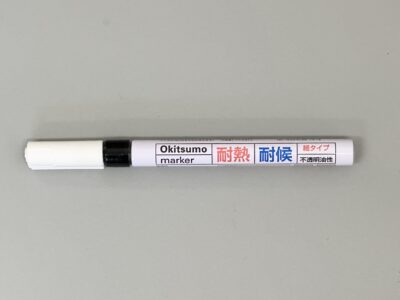 Okitsumo
marker
耐熱
耐候
細タイプ
不透明油性